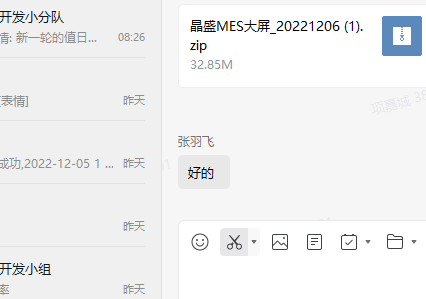 开发小分队
情: 新一轮的值日... 08:26
表情] 昨天
成功,2022-12-05 1 ... 昨天
昨天
开发小组
率 昨天
晶盛MES大屏_20221206 (1).
zip
32.85M
张羽飞
好的